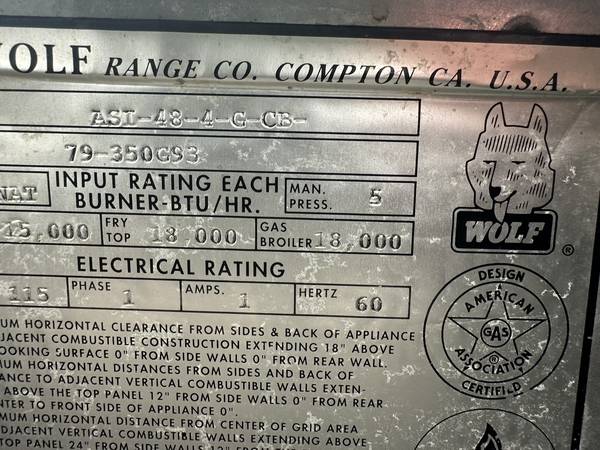 OLF RANGE CO. COMPTON CA. U.S.A.
AST-48-4-G-CB-
79-350G93
NAT INPUT RATING EACH BURNER-BTU/HR. MAN. PRESS. 5
15,000 FRY TOP 18 000 GAS BROILER 18,000
WOLF ®
ELECTRICAL RATING
115 PHASE 1 AMPS. 1 HERTZ 60
DESIGN
AMERICAN
GAS
ASSOCIATION ®
CERTIFIED
UM HORIZONTAL CLEARANCE FROM SIDES & BACK OF APPLIANCE
DJACENT COMBUSTIBLE CONSTRUCTION EXTENDING 18" ABOVE
OOKING SURFACE 0" FROM SIDE WALLS 0" FROM REAR WALL.
UM HORIZONTAL DISTANCES FROM SIDES AND BACK OF
ANCE TO ADJACENT VERTICAL COMBUSTIBLE WALLS EXTEN-
ABOVE THE TOP PANEL 12" FROM SIDE WALLS 0" FROM REAR
NTER TO FRONT SIDE OF APPLIANCE 0".
MUM HORIZONTAL DISTANCE FROM CENTER OF GRID AREA
DJACENT VERTICAL COMBUSTIBLE WALLS EXTENDING ABOVE
TOP PANEL 24" FROM SIDE WALLS 12"